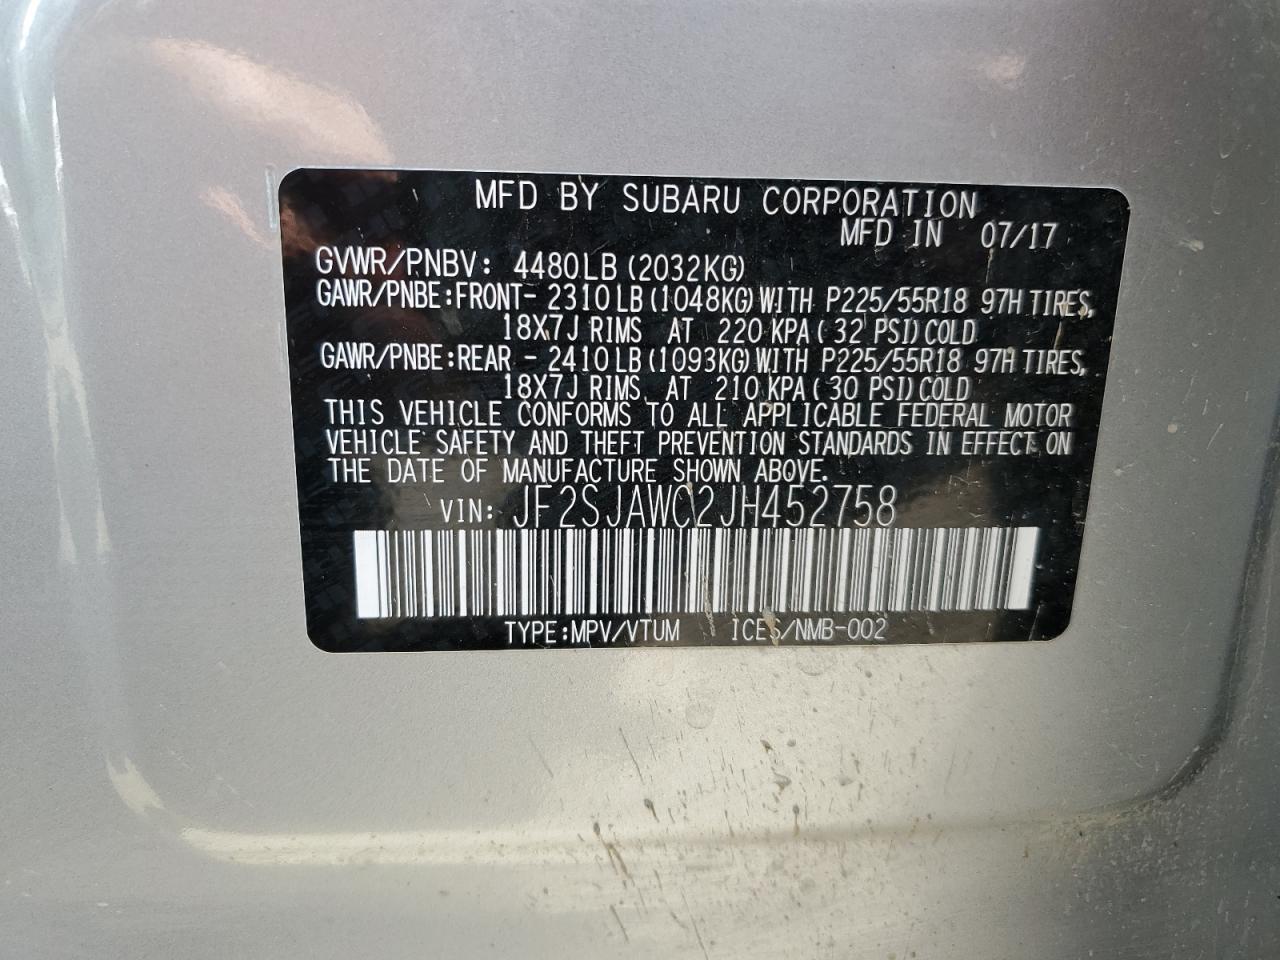 MFD BY SUBARU CORPORATION
MFD IN 07/17
GVWR/PNBV: 4480LB (2032KG)
GAWR/PNBE:FRONT- 2310LB(1048KG)WITH P225/55R18 97H TIRES,
18X7J RIMS AT 220 KPA(32 PSI)COLD
GAWR/PNBE:REAR - 2410LB(1093KG)WITH P225/55R18 97H TIRES,
18X7J RIMS AT 210 KPA(30 PSI)COLD
THIS VEHICLE CONFORMS TO ALL APPLICABLE FEDERAL MOTOR
VEHICLE SAFETY AND THEFT PREVENTION STANDARDS IN EFFECT ON
THE DATE OF MANUFACTURE SHOWN ABOVE.
VIN: JF2SJAWC2JH452758
TYPE:MPV/VTUM ICES/NMB-002